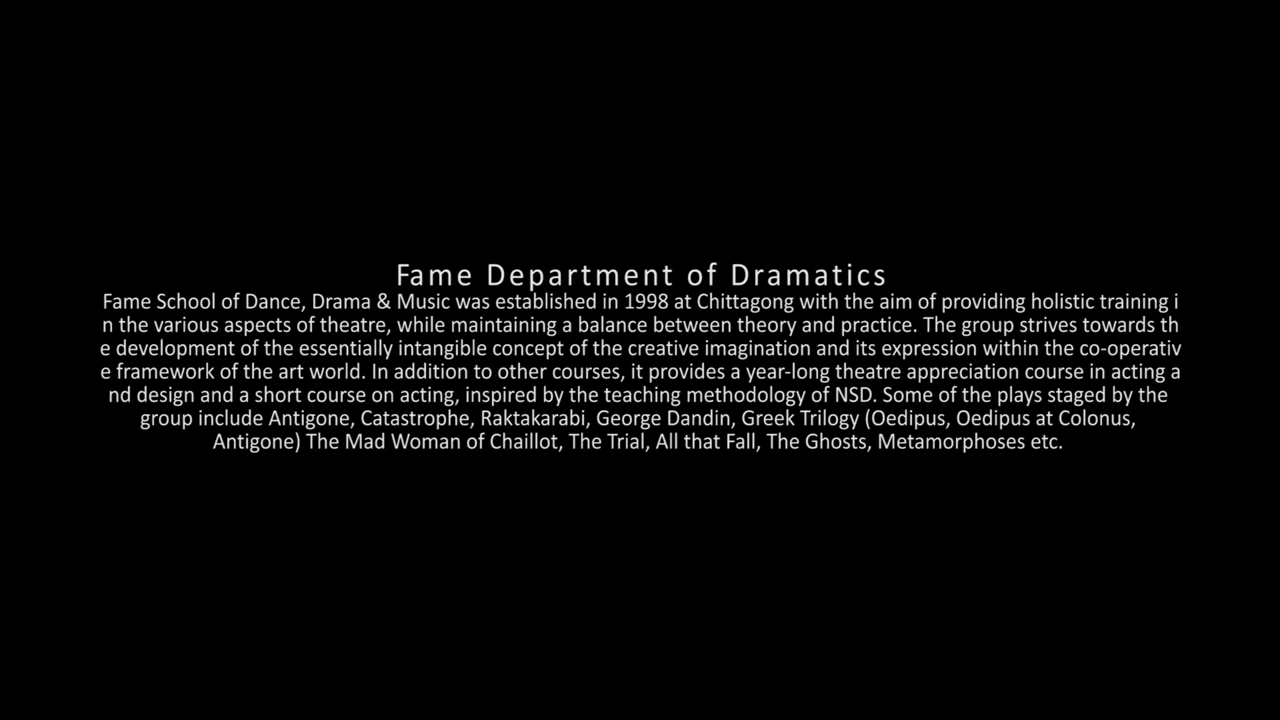 Fame Department of Dramatics
Fame School of Dance, Drama & Music was established in 1998 at Chittagong with the aim of providing holistic training i
n the various aspects of theatre, while maintaining a balance between theory and practice. The group strives towards th
e development of the essentially intangible concept of the creative imagination and its expression within the co-operativ
e framework of the art world. In addition to other courses, it provides a year-long theatre appreciation course in acting a
nd design and a short course on acting, inspired by the teaching methodology of NSD. Some of the plays staged by the
group include Antigone, Catastrophe, Raktakarabi, George Dandin, Greek Trilogy (Oedipus, Oedipus at Colonus,
Antigone) The Mad Woman of Chaillot, The Trial, All that Fall, The Ghosts, Metamorphoses etc.